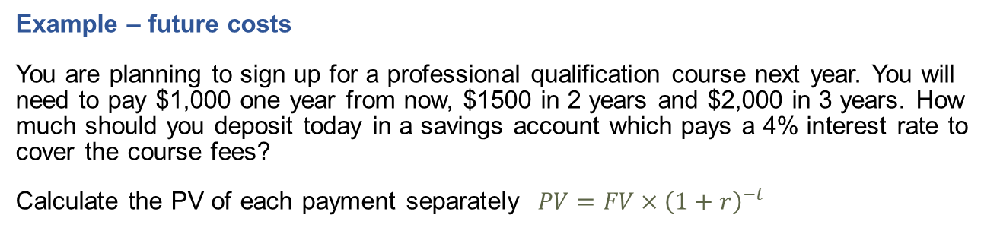 Example – future costs
You are planning to sign up for a professional qualification course next year. You will
need to pay $1,000 one year from now, $1500 in 2 years and $2,000 in 3 years. How
much should you deposit today in a savings account which pays a 4% interest rate to
cover the course fees?
Calculate the PV of each payment separately PV = FV × (1 + r)^{-t}